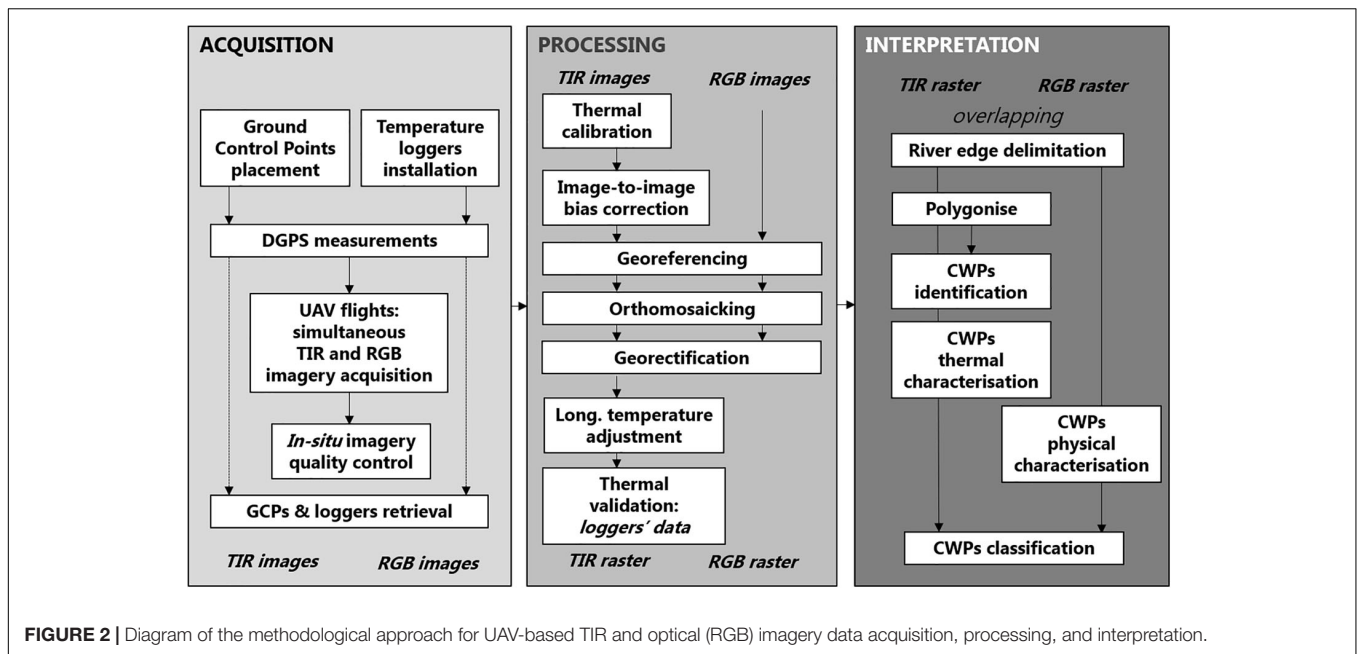 ACQUISITION
Ground
Control Points
placement
Temperature
loggers
installation
DGPS measurements
UAV flights:
simultaneous
TIR and RGB
imagery acquisition
In-situ imagery
quality control
GCPs & loggers retrieval
TIR images
RGB images
PROCESSING
TIR images
RGB images
Thermal
calibration
Image-to-image
bias correction
Georeferencing
Orthomosaicking
Georectification
Long. temperature
adjustment
Thermal
validation:
loggers´ data
TIR raster
RGB raster
INTERPRETATION
TIR raster
RGB raster
overlapping
River edge delimitation
Polygonise
CWPs
identification
CWPs
thermal
characterisation
CWPs
physical
characterisation
CWPs classification
FIGURE 2 | Diagram of the methodological approach for UAV-based TIR and optical (RGB) imagery data acquisition, processing, and interpretation.